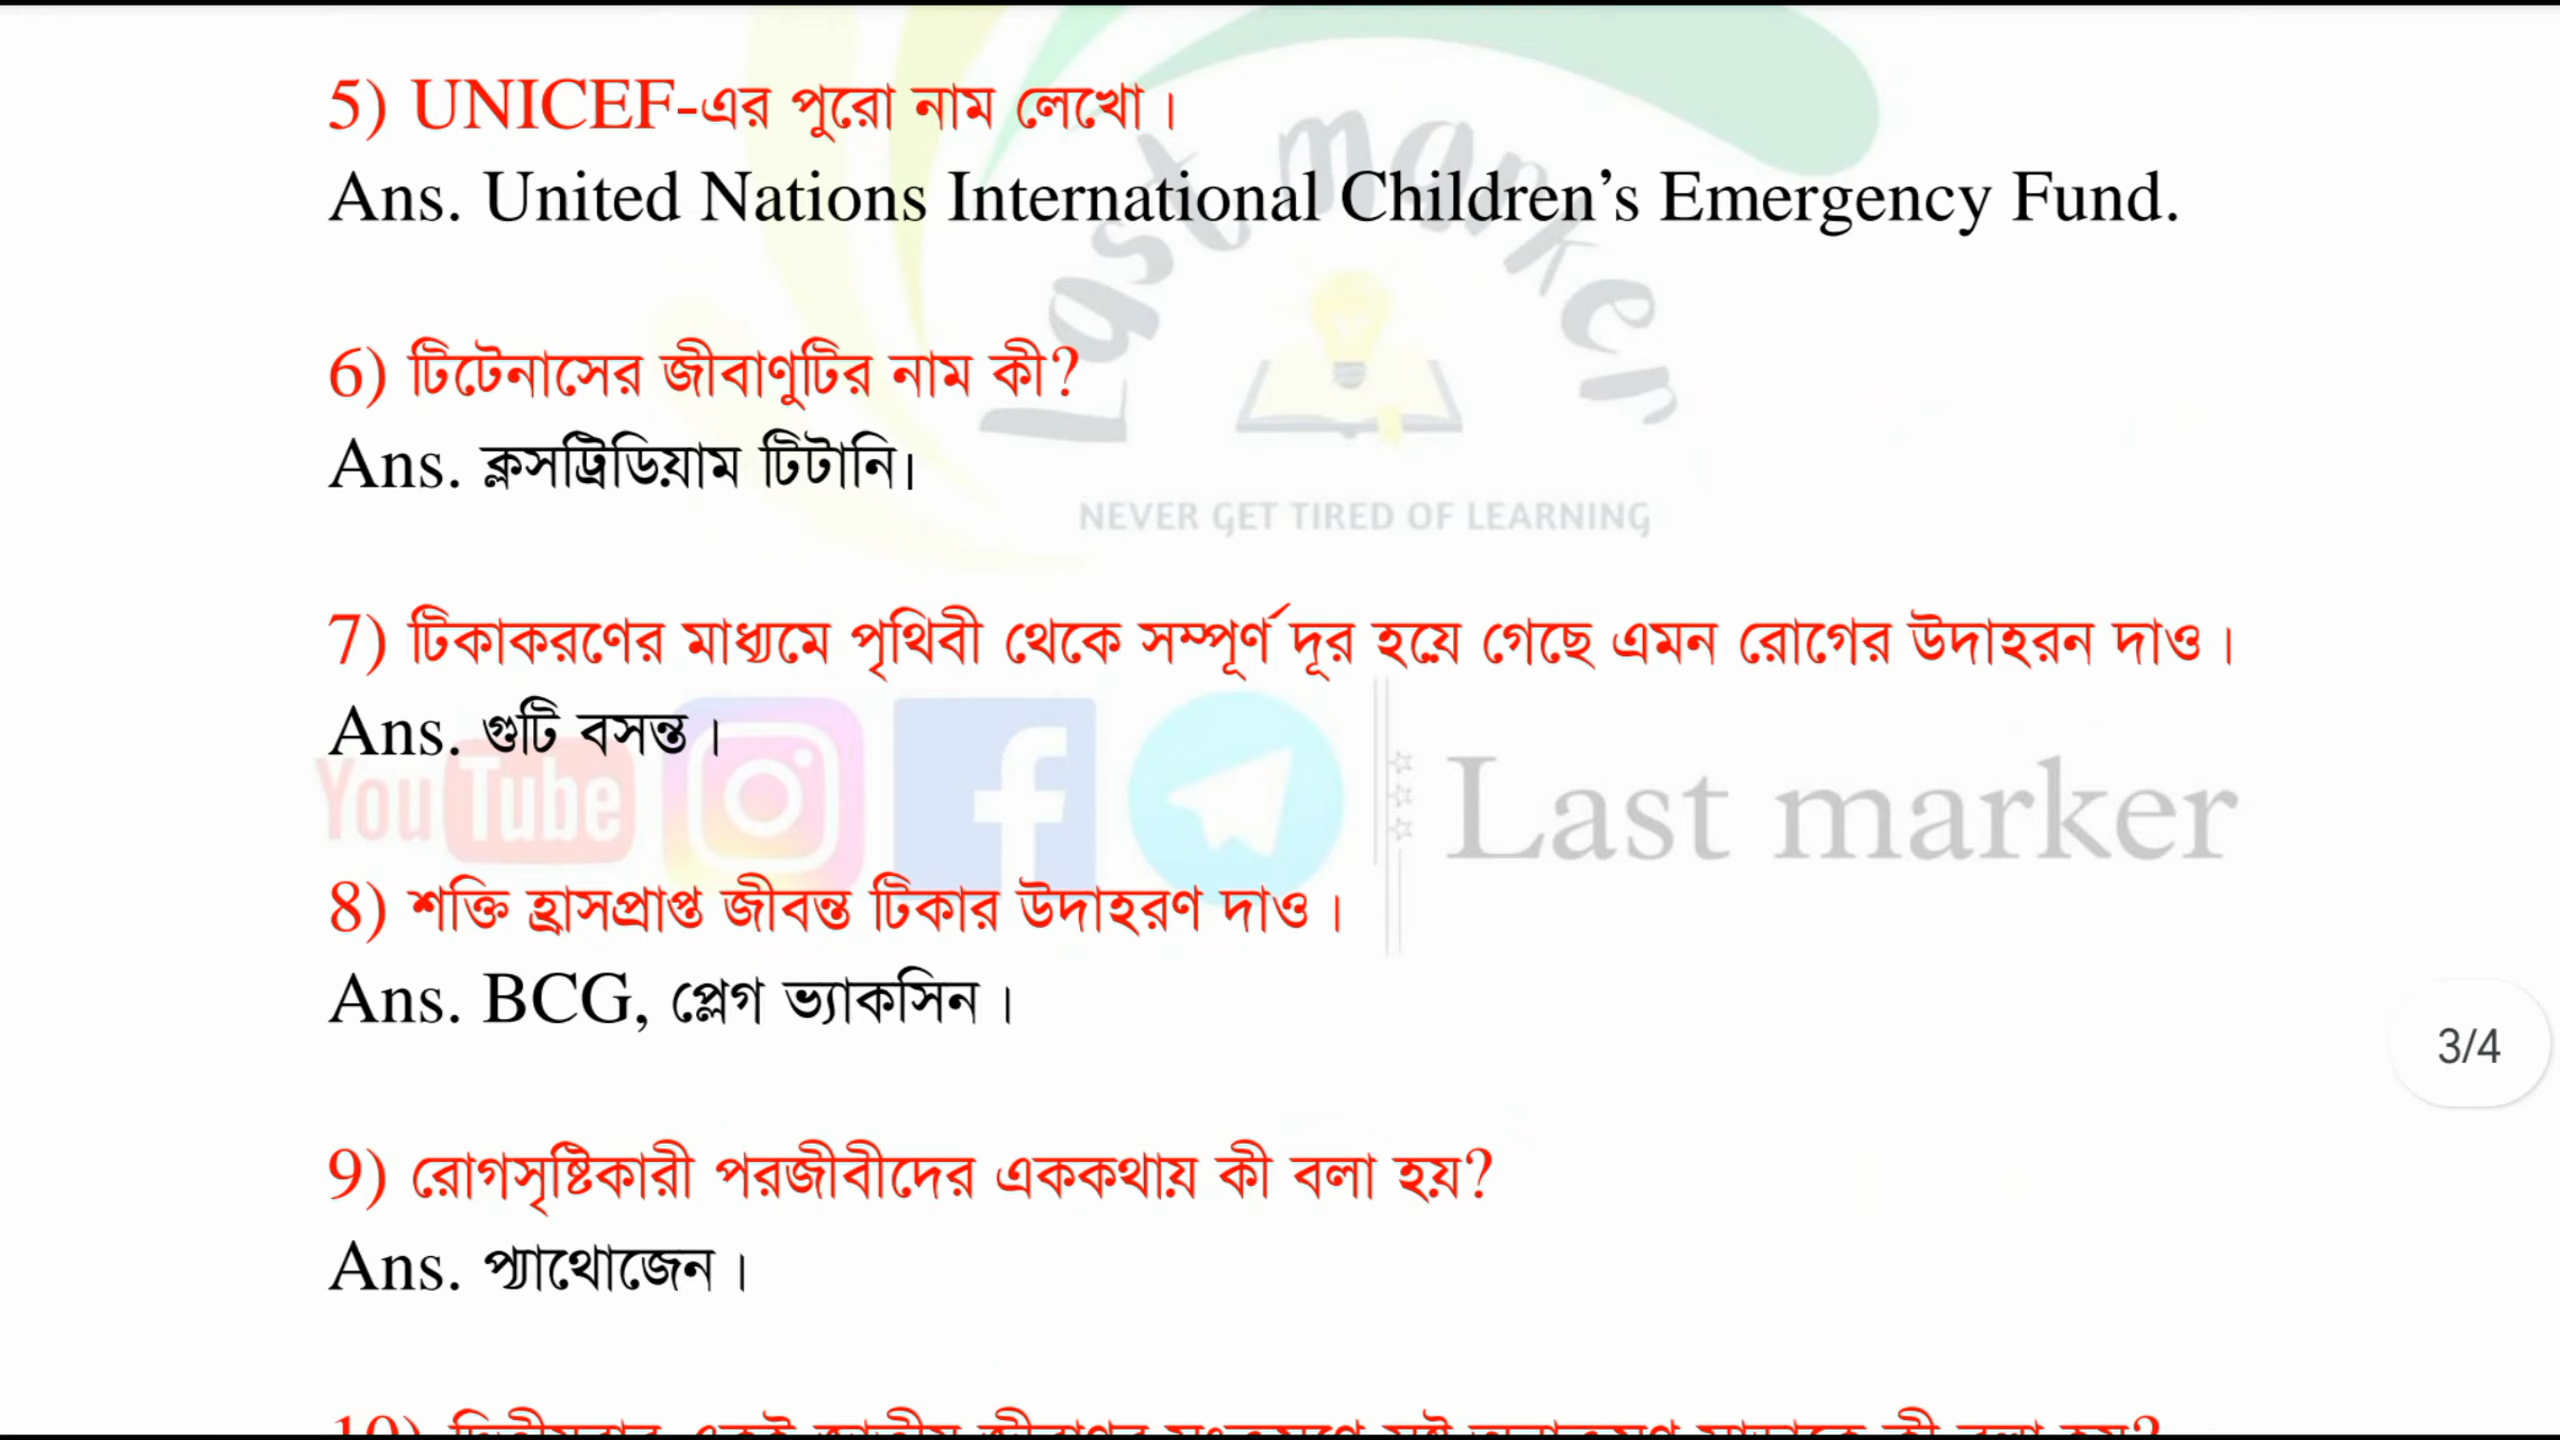 5) UNICEF-এর পুরো নাম লেখো।
Ans. United Nations International Children’s Emergency Fund.
Last marker
6) টিটেনাসের জীবাণুটির নাম কী?
Ans. ক্লসট্রিডিয়াম টিটানি।
NEVER GET TIRED OF LEARNING
7) টিকাকরণের মাধ্যমে পৃথিবী থেকে সম্পূর্ণ দূর হয়ে গেছে এমন রোগের উদাহরন দাও।
Ans. গুটি বসন্ত।
YouTube
Last marker
8) শক্তি হ্রাসপ্রাপ্ত জীবন্ত টিকার উদাহরণ দাও।
Ans. BCG, প্লেগ ভ্যাকসিন।
3/4
9) রোগসৃষ্টিকারী পরজীবীদের এককথায় কী বলা হয়?
Ans. প্যাথোজেন।